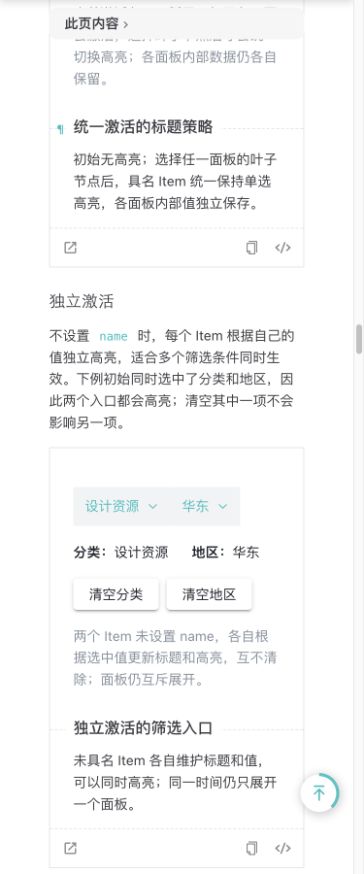 此页内容 ›
切换高亮；各面板内部数据仍各自
保留。
¶ 统一激活的标题策略
初始无高亮；选择任一面板的叶子
节点后，具名 Item 统一保持单选
高亮，各面板内部值独立保存。
独立激活
不设置 name 时，每个 Item 根据自己的
值独立高亮，适合多个筛选条件同时生
效。下例初始同时选中了分类和地区，因
此两个入口都会高亮；清空其中一项不会
影响另一项。
设计资源 华东
分类：设计资源 地区：华东
清空分类 清空地区
两个 Item 未设置 name，各自根
据选中值更新标题和高亮，互不清
除；面板仍互斥展开。
独立激活的筛选入口
未具名 Item 各自维护标题和值，
可以同时高亮；同一时间仍只展开
一个面板。